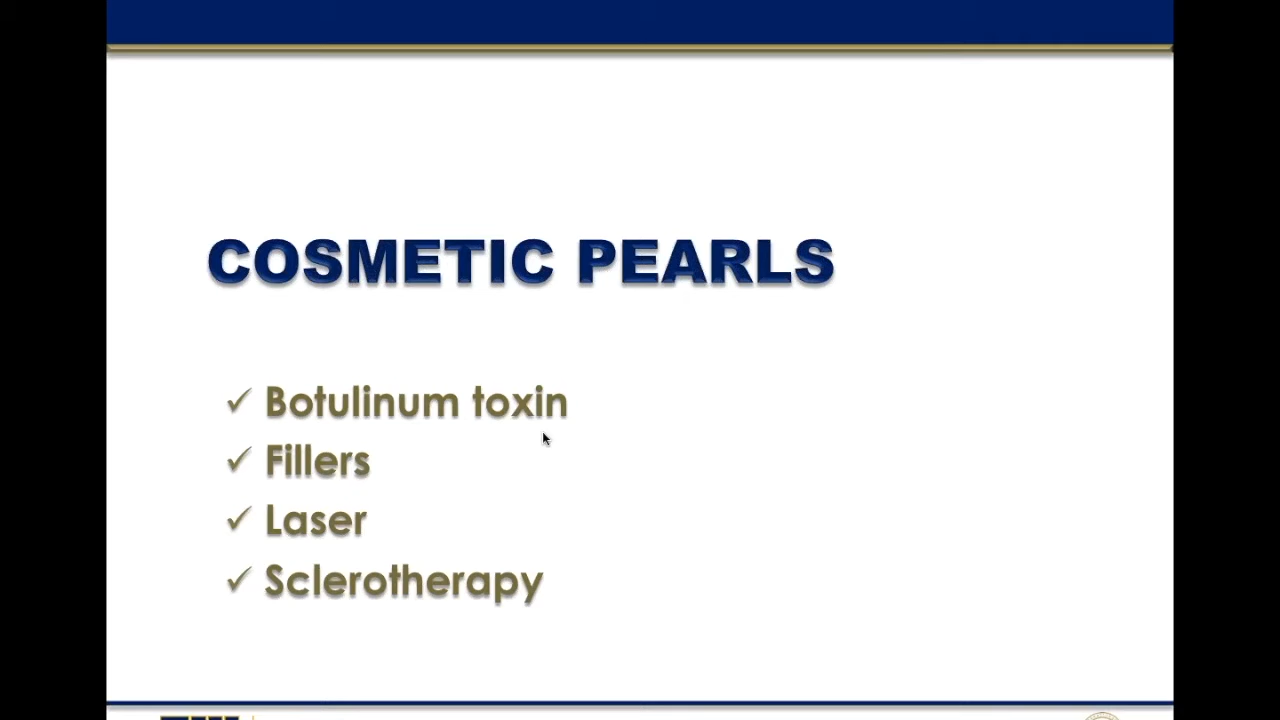 COSMETIC PEARLS
✓ Botulinum toxin
✓ Fillers
✓ Laser
✓ Sclerotherapy